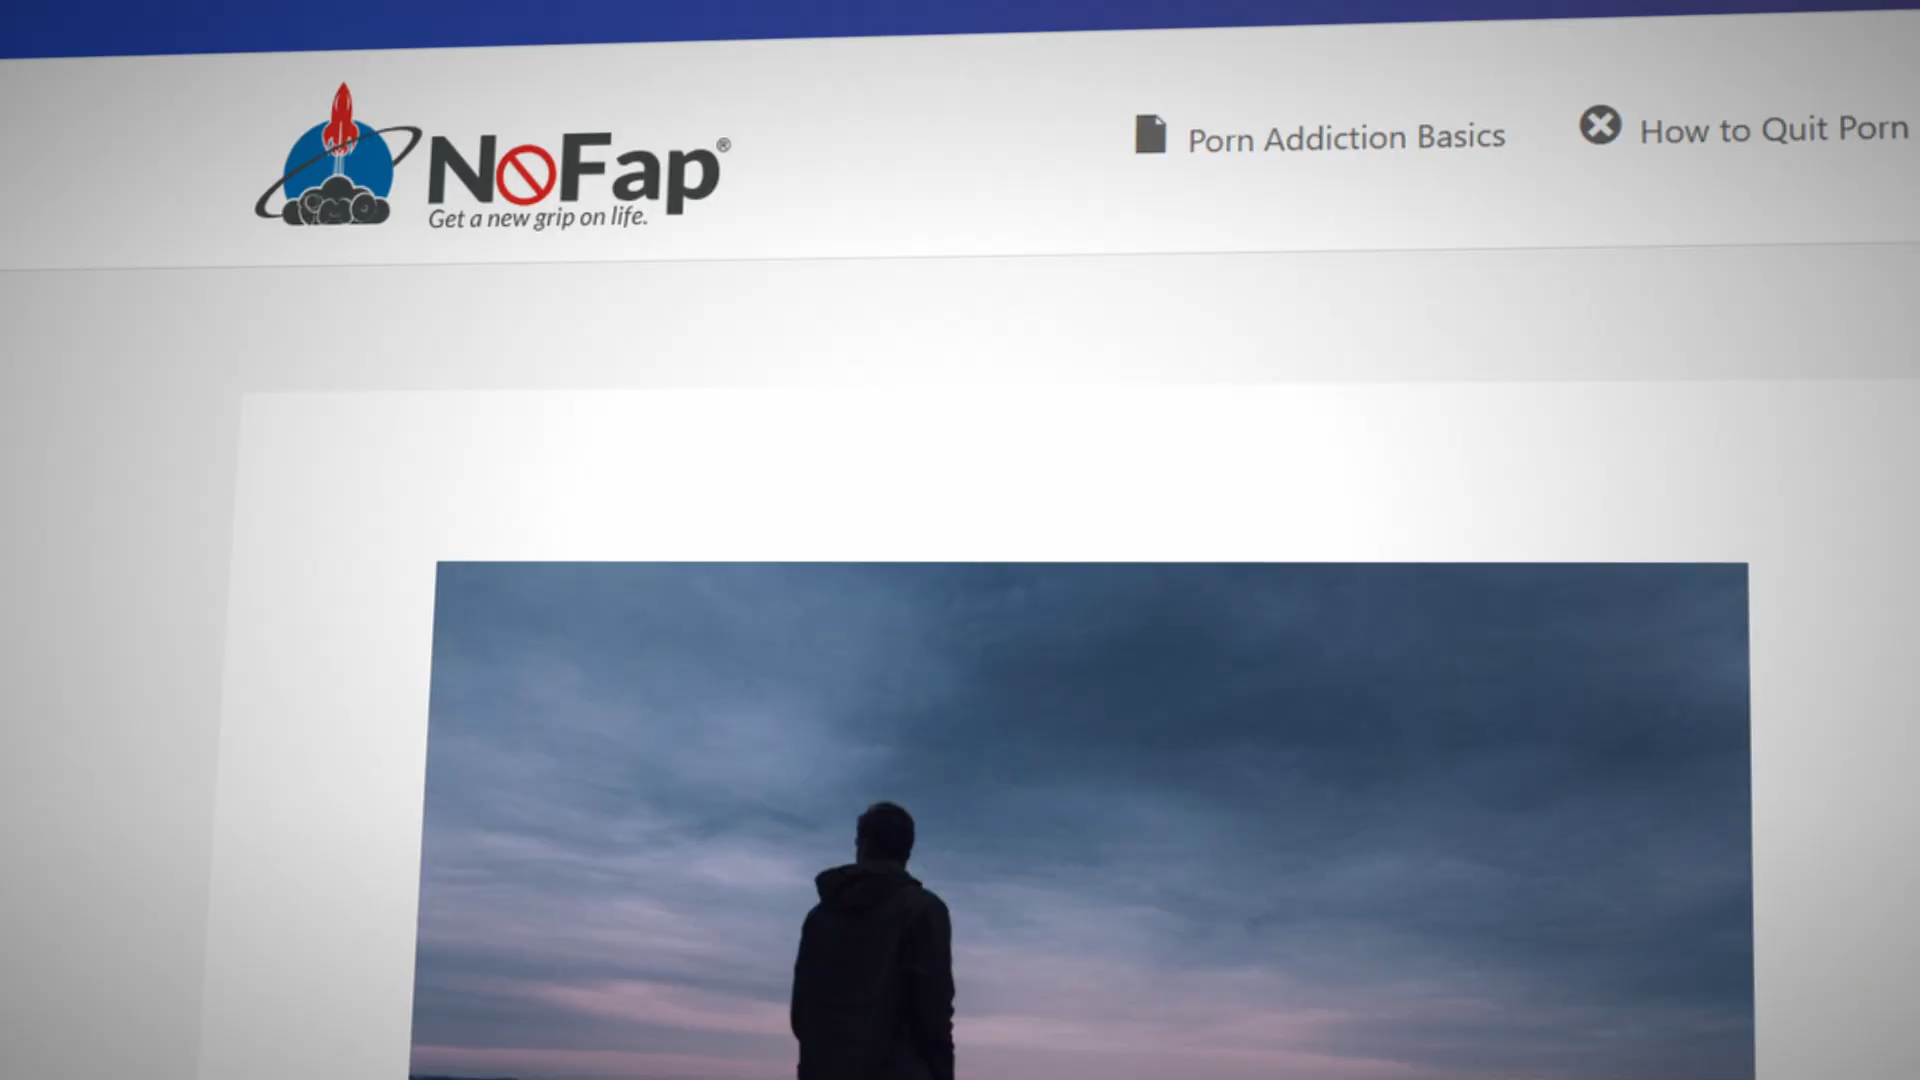 NoFap®
Get a new grip on life.
Porn Addiction Basics
How to Quit Porn